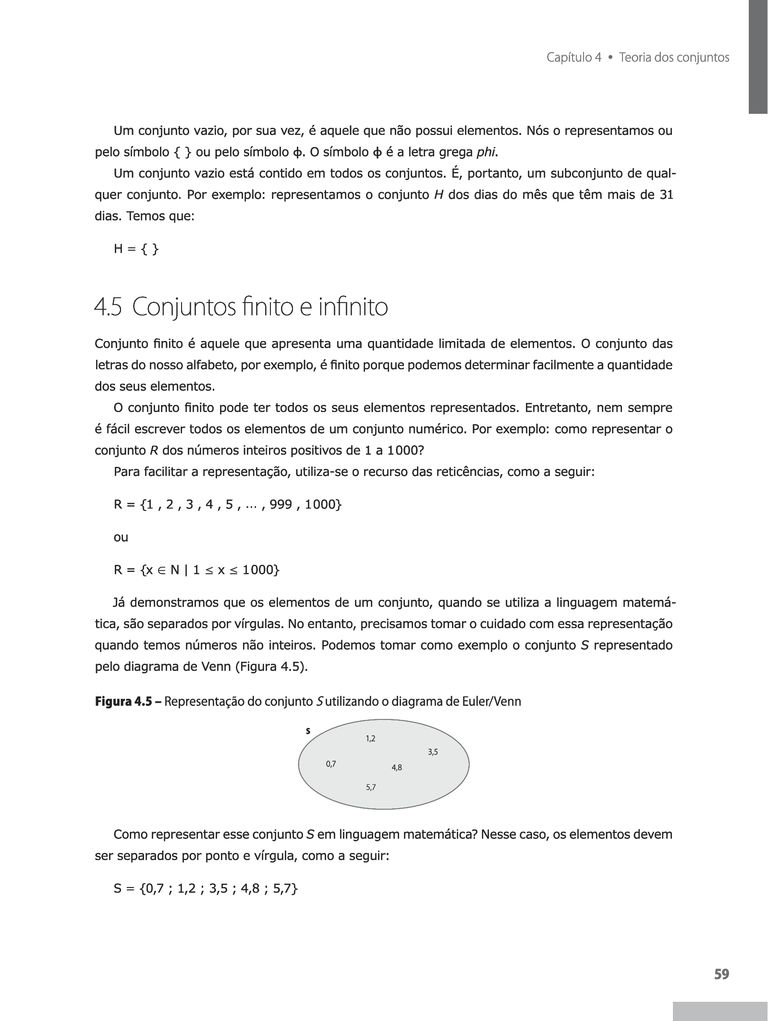 Capítulo 4 • Teoria dos conjuntos
Um conjunto vazio, por sua vez, é aquele que não possui elementos. Nós o representamos ou
pelo símbolo { } ou pelo símbolo ϕ. O símbolo ϕ é a letra grega phi.
Um conjunto vazio está contido em todos os conjuntos. É, portanto, um subconjunto de qual-
quer conjunto. Por exemplo: representamos o conjunto H dos dias do mês que têm mais de 31
dias. Temos que:
H = { }
4.5 Conjuntos finito e infinito
Conjunto finito é aquele que apresenta uma quantidade limitada de elementos. O conjunto das
letras do nosso alfabeto, por exemplo, é finito porque podemos determinar facilmente a quantidade
dos seus elementos.
O conjunto finito pode ter todos os seus elementos representados. Entretanto, nem sempre
é fácil escrever todos os elementos de um conjunto numérico. Por exemplo: como representar o
conjunto R dos números inteiros positivos de 1 a 1000?
Para facilitar a representação, utiliza-se o recurso das reticências, como a seguir:
R = {1 , 2 , 3 , 4 , 5 , ... , 999 , 1000}
ou
R = {x ∈ N | 1 ≤ x ≤ 1000}
Já demonstramos que os elementos de um conjunto, quando se utiliza a linguagem matemá-
tica, são separados por vírgulas. No entanto, precisamos tomar o cuidado com essa representação
quando temos números não inteiros. Podemos tomar como exemplo o conjunto S representado
pelo diagrama de Venn (Figura 4.5).
Figura 4.5 – Representação do conjunto S utilizando o diagrama de Euler/Venn
S
1,2
3,5
0,7
4,8
5,7
Como representar esse conjunto S em linguagem matemática? Nesse caso, os elementos devem
ser separados por ponto e vírgula, como a seguir:
S = {0,7 ; 1,2 ; 3,5 ; 4,8 ; 5,7}
59